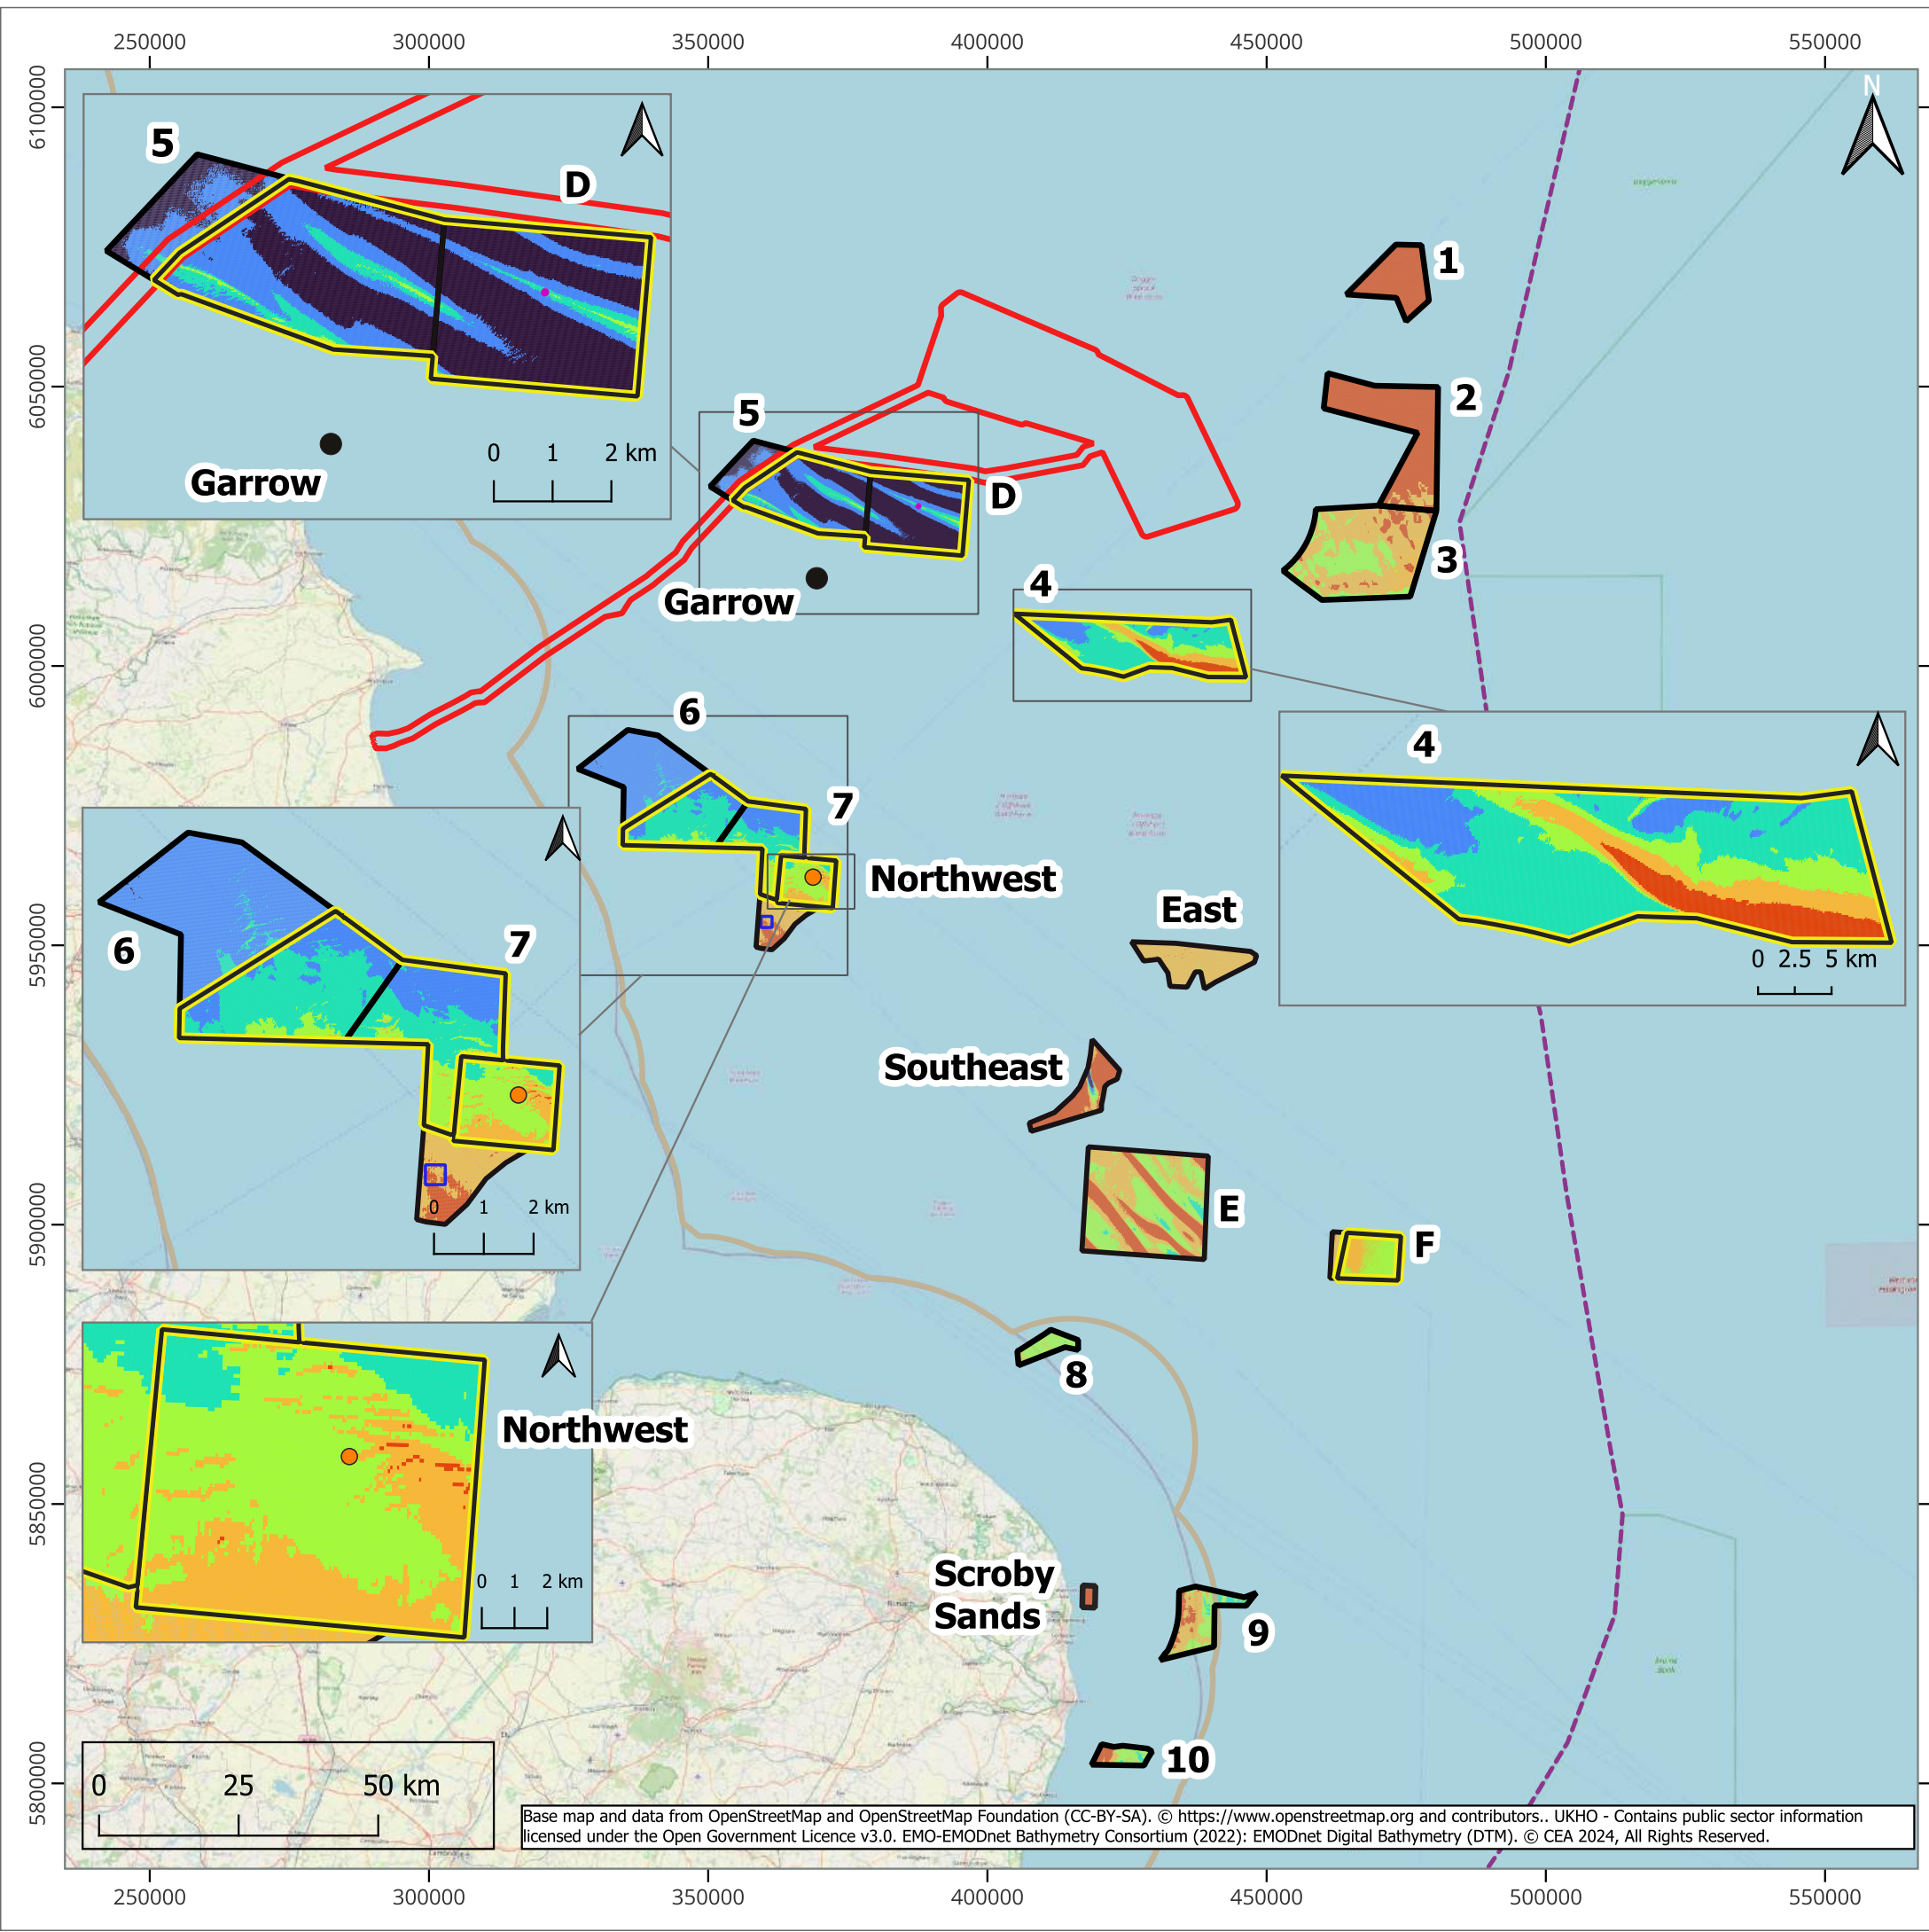 250000 300000 350000 400000 450000 500000 550000
6100000
6050000
6000000
5950000
5900000
5850000
5800000
N
5
D
Garrow
0 1 2 km
1
2
3
5
D
Garrow
4
4
0 2.5 5 km
6
7
Northwest
6
7
0 1 2 km
East
Southeast
E
F
8
Northwest
0 1 2 km
Scroby
Sands
9
10
0 25 50 km
Base map and data from OpenStreetMap and OpenStreetMap Foundation (CC-BY-SA). © https://www.openstreetmap.org and contributors.. UKHO - Contains public sector information
licensed under the Open Government Licence v3.0. EMO-EMODnet Bathymetry Consortium (2022): EMODnet Digital Bathymetry (DTM). © CEA 2024, All Rights Reserved.
250000 300000 350000 400000 450000 500000 550000